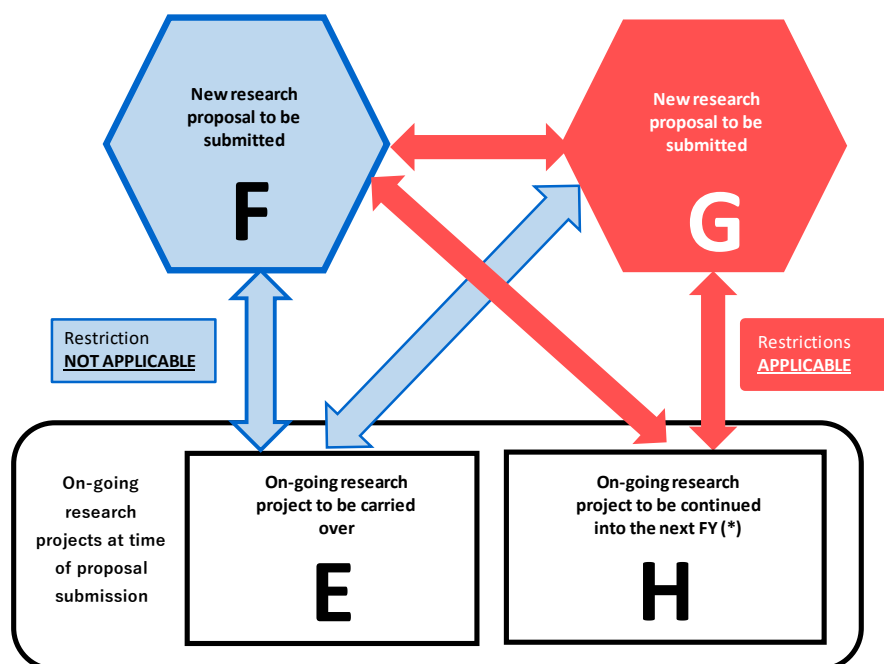 New research
proposal to be
submitted
F
New research
proposal to be
submitted
G
Restriction
NOT APPLICABLE
Restrictions
APPLICABLE
On-going
research
projects at time
of proposal
submission
On-going research
project to be carried
over
E
On-going research
project to be continued
into the next FY (*)
H